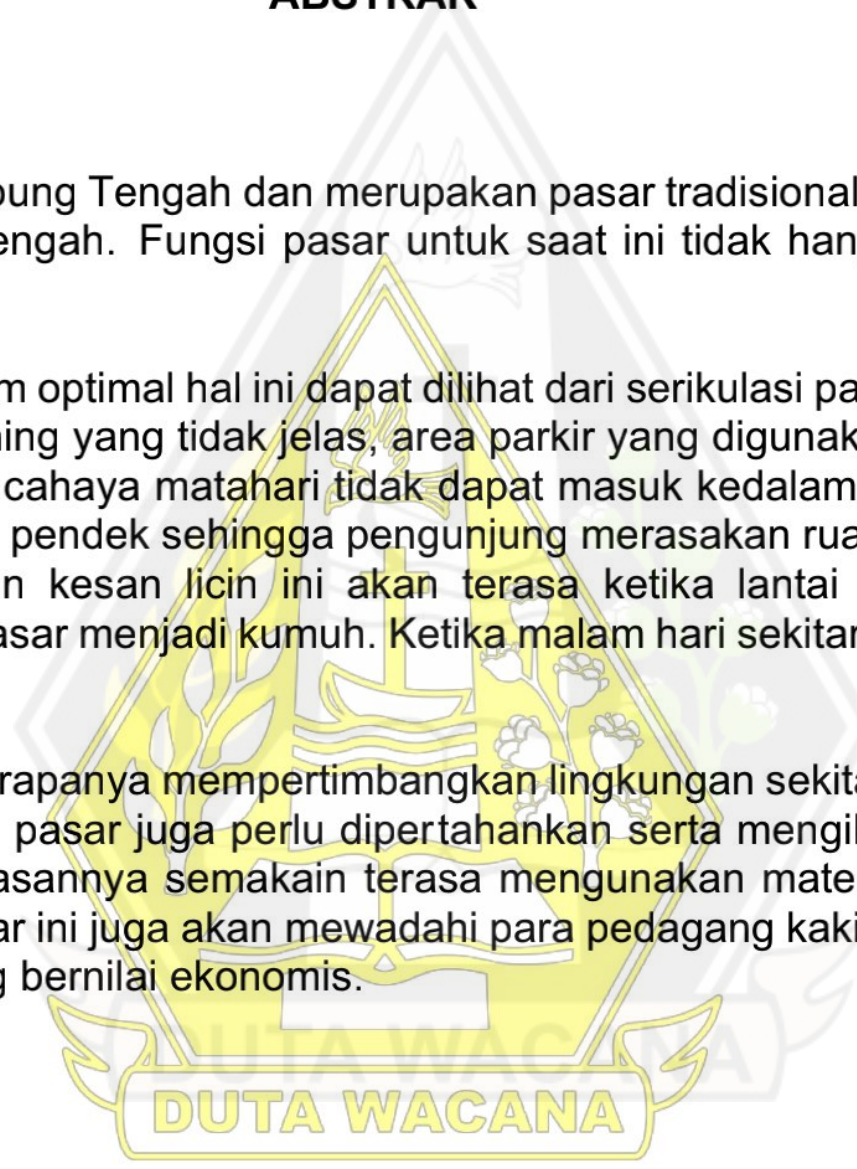 ABSTRAK
pung Tengah dan merupakan pasar tradisional
engah. Fungsi pasar untuk saat ini tidak han
m optimal hal ini dapat dilihat dari serikulasi pa
ning yang tidak jelas, area parkir yang digunak
cahaya matahari tidak dapat masuk kedalam
pendek sehingga pengunjung merasakan rua
n kesan licin ini akan terasa ketika lantai
asar menjadi kumuh. Ketika malam hari sekitar
rapanya mempertimbangkan lingkungan sekita
pasar juga perlu dipertahankan serta mengik
asannya semakain terasa mengunakan mate
ar ini juga akan mewadahi para pedagang kaki
g bernilai ekonomis.
DUTA WACANA
DUTA WACANA